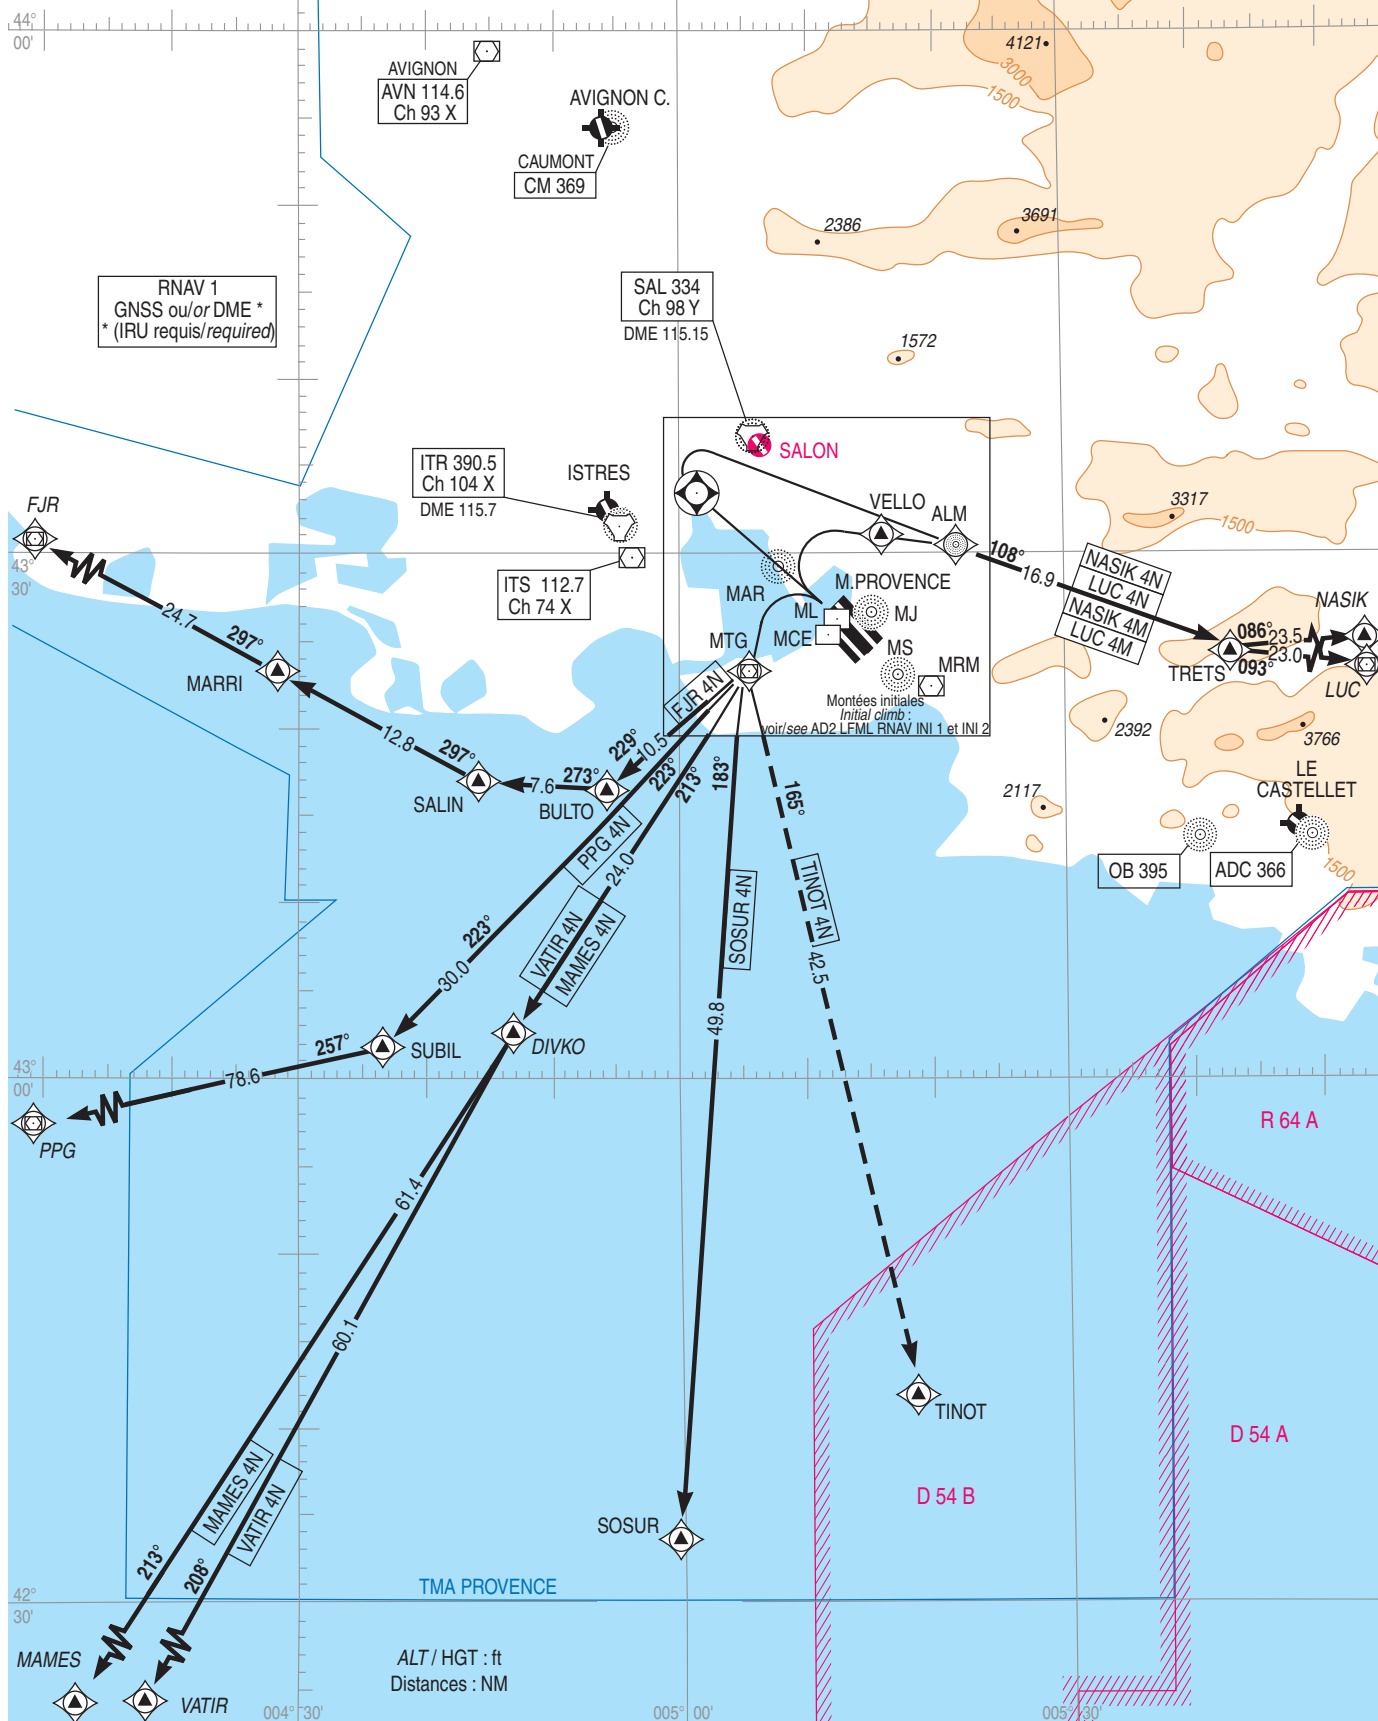 44°
00'
4121
3000
1500
AVIGNON
AVN 114.6
Ch 93 X
AVIGNON C.
CAUMONT
CM 369
2386
3691
RNAV 1
GNSS ou/or DME *
* (IRU requis/required)
SAL 334
Ch 98 Y
DME 115.15
1572
SALON
ITR 390.5
Ch 104 X
DME 115.7
ISTRES
FJR
VELLO
ALM
3317
1500
43°
30'
ITS 112.7
Ch 74 X
108°
16.9
NASIK 4N
LUC 4N
NASIK 4M
LUC 4M
NASIK
MAR
M.PROVENCE
ML
MJ
MCE
24.7
297°
MTG
MS
MRM
086°
23.5
23.0
093°
TRETS
LUC
MARRI
FJR 4N
Montées initiales
Initial climb :
voir/see AD2 LFML RNAV INI 1 et INI 2
2392
3766
12.8
297°
229°
10.5
223°
213°
183°
165°
273°
7.6
SALIN
BULTO
2117
LE
CASTELLET
PPG 4N
24.0
TINOT 4N
SOSUR 4N
OB 395
ADC 366
1500
223°
VATIR 4N
MAMES 4N
30.0
42.5
49.8
257°
SUBIL
DIVKO
78.6
43°
00'
PPG
R 64 A
61.4
60.1
TINOT
D 54 A
MAMES 4N
VATIR 4N
D 54 B
SOSUR
213°
208°
TMA PROVENCE
42°
30'
MAMES
VATIR
ALT / HGT : ft
Distances : NM
004° 30'
005° 00'
005° 30'